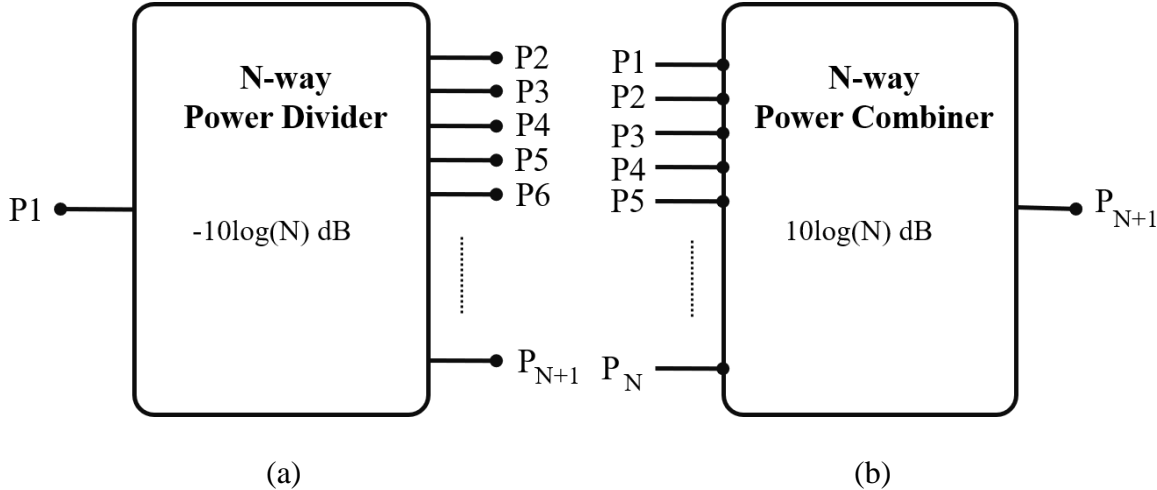 N-way
Power Divider
-10log(N) dB
P1
P2
P3
P4
P5
P6
P N+1
(a)
N-way
Power Combiner
10log(N) dB
P1
P2
P3
P4
P5
P N
P N+1
(b)